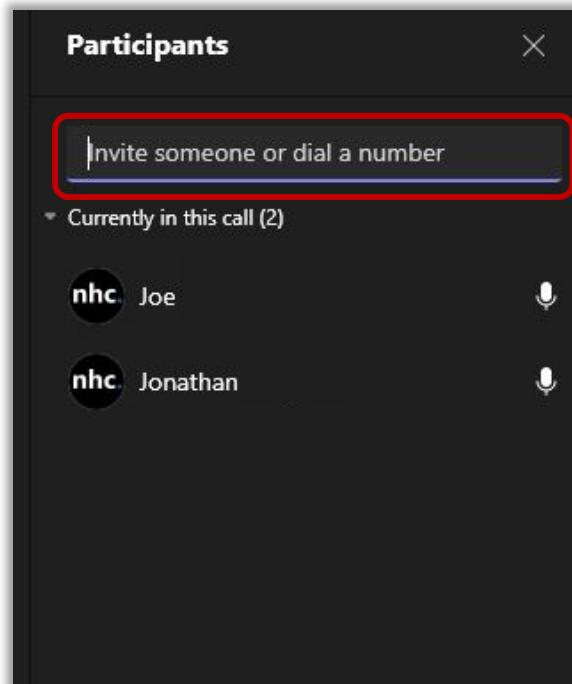 Participants
Invite someone or dial a number
Currently in this call (2)
nhc. Joe
nhc. Jonathan